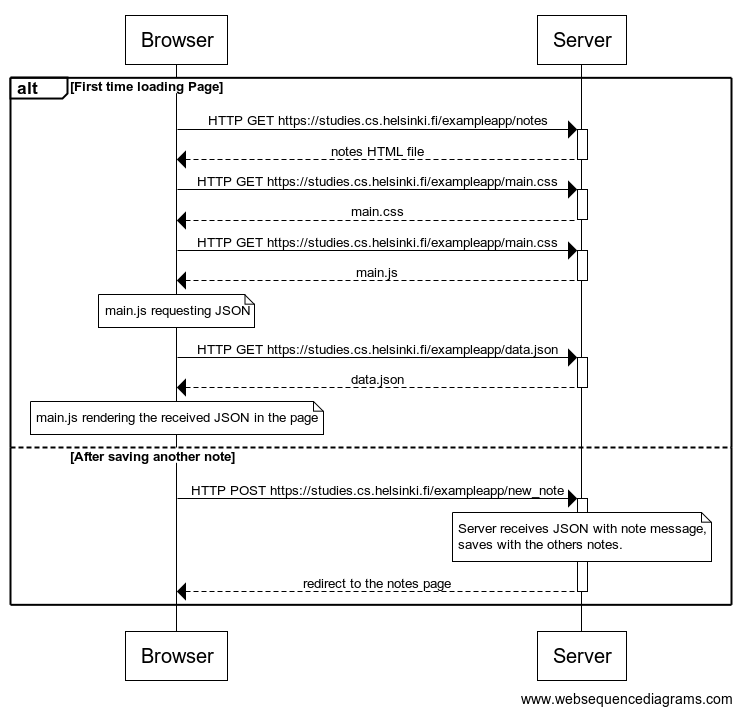 Browser
Server
alt
[First time loading Page]
HTTP GET https://studies.cs.helsinki.fi/exampleapp/notes
notes HTML file
HTTP GET https://studies.cs.helsinki.fi/exampleapp/main.css
main.css
HTTP GET https://studies.cs.helsinki.fi/exampleapp/main.css
main.js
main.js requesting JSON
HTTP GET https://studies.cs.helsinki.fi/exampleapp/data.json
data.json
main.js rendering the received JSON in the page
[After saving another note]
HTTP POST https://studies.cs.helsinki.fi/exampleapp/new_note
Server receives JSON with note message,
saves with the others notes.
redirect to the notes page
Browser
Server
www.websequencediagrams.com